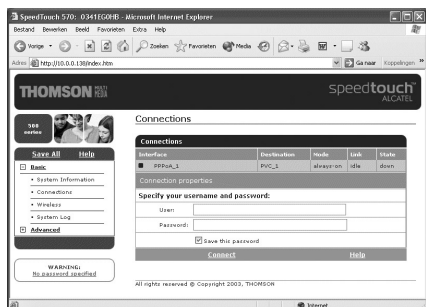 SpeedTouch 570: 0341EG0HB - Microsoft Internet Explorer
Bestand Bewerken Beeld Favorieten Extra Help
Vorige Zoeken Favorieten Media
Adres http://10.0.0.138/index.htm Ga naar Koppelingen »
THOMSON MULTI MEDIA
speedtouch™
ALCATEL
500 series
Save All Help
Basic
System Information
Connections
Wireless
System Log
Advanced
WARNING:
No password specified
Connections
Connections
Interface Destination Mode Link State
PPPoA_1 PVC_1 always-on idle down
Connection properties
Specify your username and password:
User:
Password:
Save this password
Connect Help
All rights reserved © Copyright 2003, THOMSON
Internet